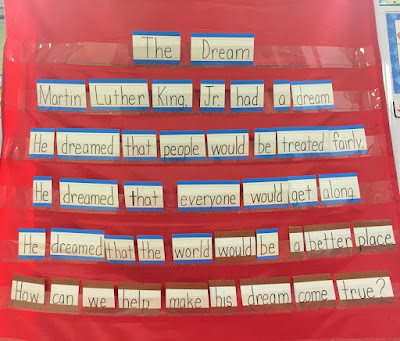 The Dream
Martin Luther King, Jr. had a dream
He dreamed that people would be treated fairly.
He dreamed that everyone would get along.
He dreamed that the world would be a better place
How can we help make his dream come true?